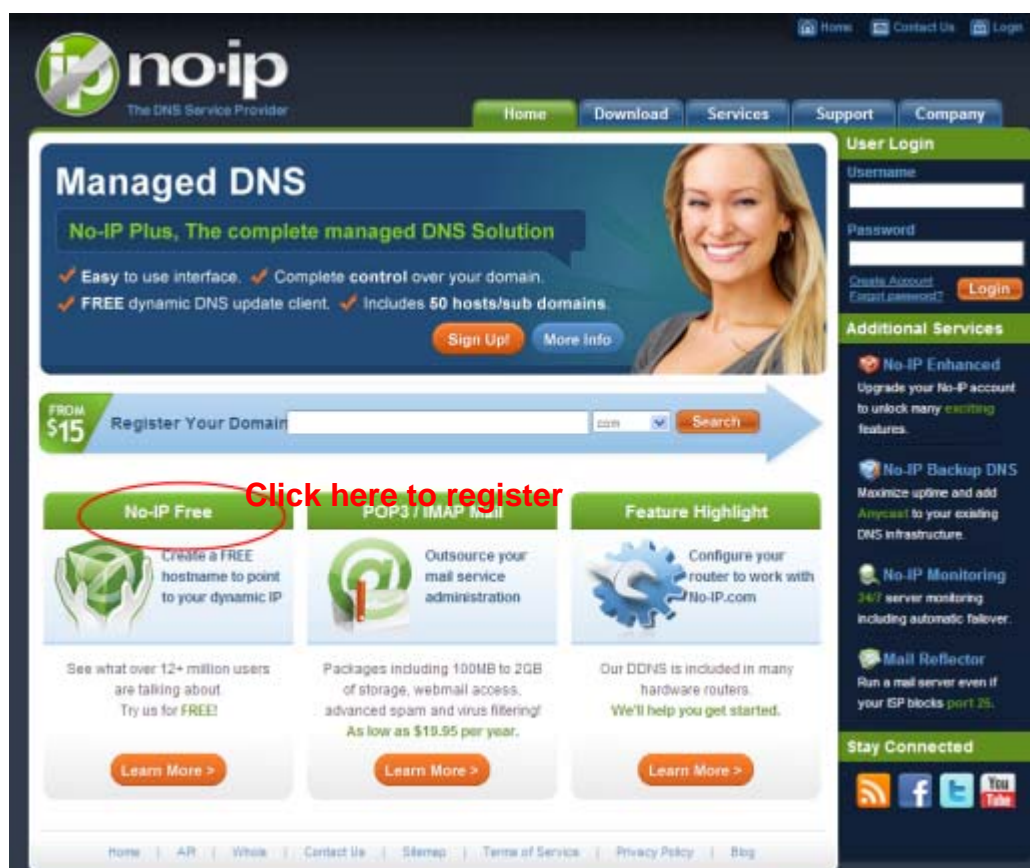 Home Contact Us Login
ip no·ip
The DNS Service Provider
Home Download Services Support Company
Managed DNS
No-IP Plus, The complete managed DNS Solution
Easy to use interface. Complete control over your domain.
FREE dynamic DNS update client. Includes 50 hosts/sub domains.
Sign Up! More Info
User Login
Username
Password
Create Account
Forgot password?
Login
FROM
$15
Register Your Domain
com
Search
Click here to register
No-IP Free
Create a FREE
hostname to point
to your dynamic IP
See what over 12+ million users
are talking about.
Try us for FREE!
Learn More >
POP3 / IMAP Mail
Outsource your
mail service
administration
Packages including 100MB to 2GB
of storage, webmail access,
advanced spam and virus filtering!
As low as $19.95 per year.
Learn More >
Feature Highlight
Configure your
router to work with
No-IP.com
Our DDNS is included in many
hardware routers.
We'll help you get started.
Learn More >
Additional Services
No-IP Enhanced
Upgrade your No-IP account
to unlock many exciting
features.
No-IP Backup DNS
Maximize uptime and add
Anycast to your existing
DNS infrastructure.
No-IP Monitoring
24/7 server monitoring
including automatic failover.
Mail Reflector
Run a mail server even if
your ISP blocks port 25.
Stay Connected
f t You
Tube
Home | API | Whois | Contact Us | Sitemap | Terms of Service | Privacy Policy | Blog